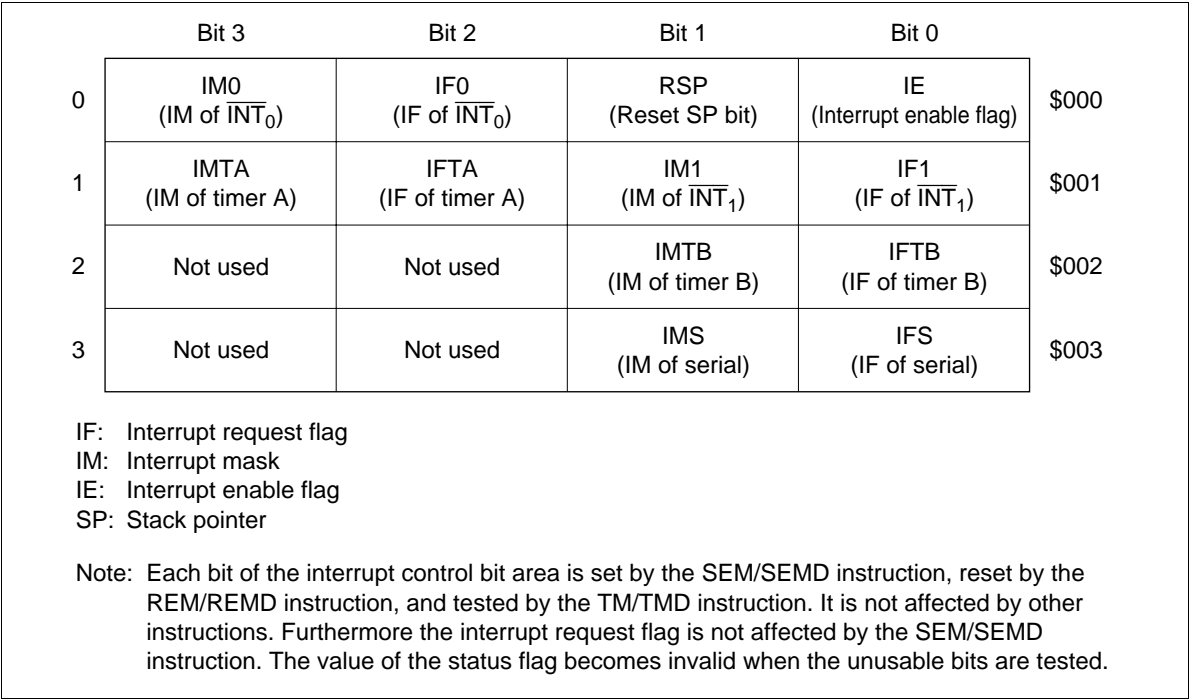 Bit 3 Bit 2 Bit 1 Bit 0
0 IM0 (IM of INT0) IF0 (IF of INT0) RSP (Reset SP bit) IE (Interrupt enable flag) $000
1 IMTA (IM of timer A) IFTA (IF of timer A) IM1 (IM of INT1) IF1 (IF of INT1) $001
2 Not used Not used IMTB (IM of timer B) IFTB (IF of timer B) $002
3 Not used Not used IMS (IM of serial) IFS (IF of serial) $003
IF: Interrupt request flag
IM: Interrupt mask
IE: Interrupt enable flag
SP: Stack pointer
Note: Each bit of the interrupt control bit area is set by the SEM/SEMD instruction, reset by the
REM/REMD instruction, and tested by the TM/TMD instruction. It is not affected by other
instructions. Furthermore the interrupt request flag is not affected by the SEM/SEMD
instruction. The value of the status flag becomes invalid when the unusable bits are tested.